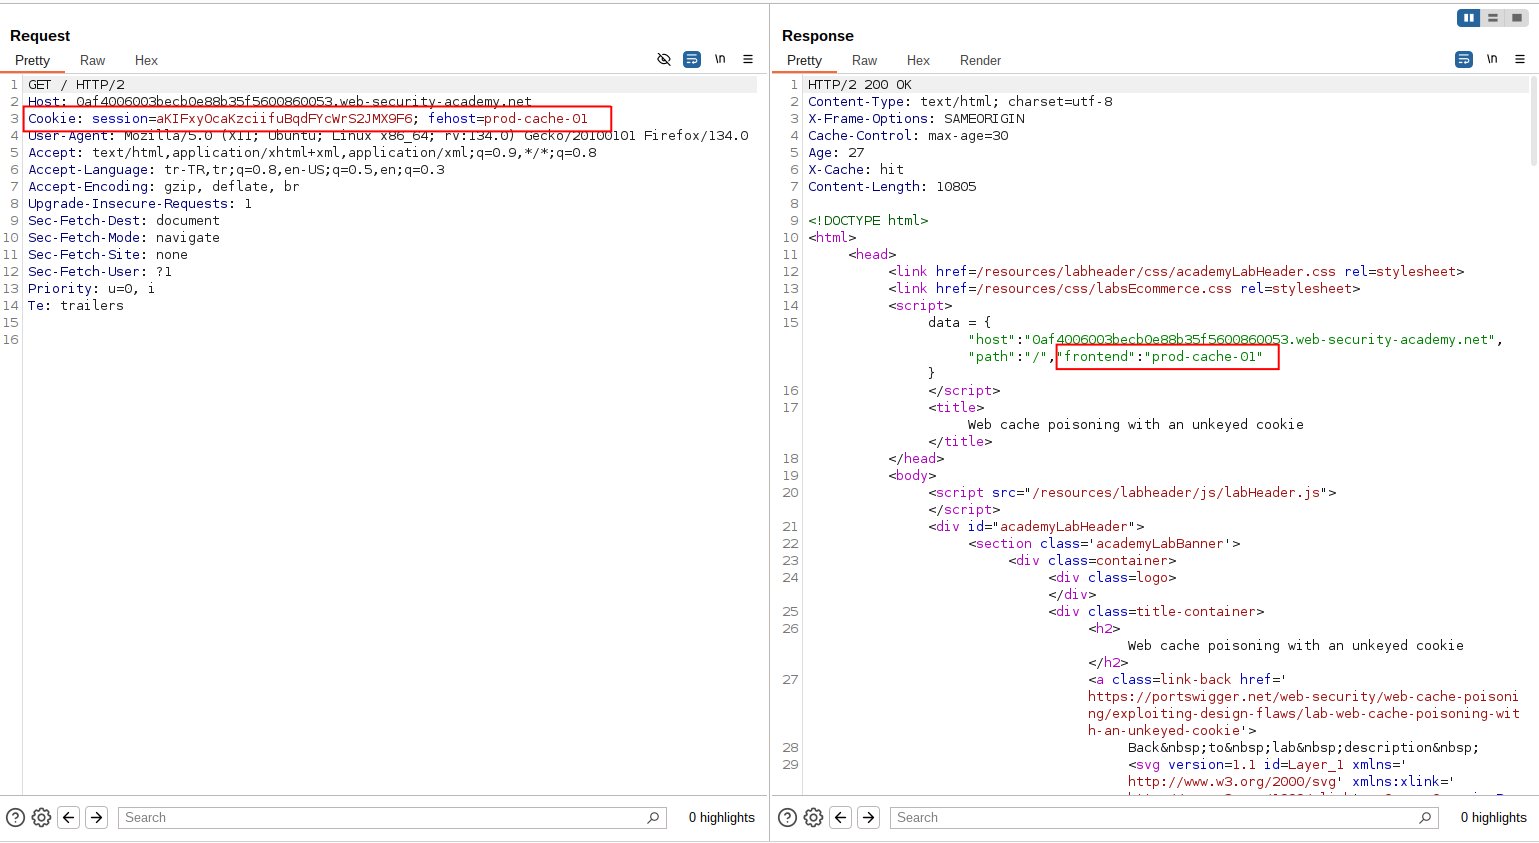 Request
Pretty Raw Hex
\n
1 GET / HTTP/2
2 Host: 0af4006003becb0e88b35f5600860053.web-security-academy.net
3 Cookie: session=aKIFxyOcaKzciifuBqdFYcWrS2JMX9F6; fehost=prod-cache-01
4 User-Agent: Mozilla/5.0 (X11; Ubuntu; Linux x86_64; rv:134.0) Gecko/20100101 Firefox/134.0
5 Accept: text/html,application/xhtml+xml,application/xml;q=0.9,*/*;q=0.8
6 Accept-Language: tr-TR,tr;q=0.8,en-US;q=0.5,en;q=0.3
7 Accept-Encoding: gzip, deflate, br
8 Upgrade-Insecure-Requests: 1
9 Sec-Fetch-Dest: document
10 Sec-Fetch-Mode: navigate
11 Sec-Fetch-Site: none
12 Sec-Fetch-User: ?1
13 Priority: u=0, i
14 Te: trailers
15
16
Search
0 highlights
Response
Pretty Raw Hex Render
\n
1 HTTP/2 200 OK
2 Content-Type: text/html; charset=utf-8
3 X-Frame-Options: SAMEORIGIN
4 Cache-Control: max-age=30
5 Age: 27
6 X-Cache: hit
7 Content-Length: 10805
8
9 <!DOCTYPE html>
10 <html>
11 <head>
12 <link href=/resources/labheader/css/academyLabHeader.css rel=stylesheet>
13 <link href=/resources/css/labsEcommerce.css rel=stylesheet>
14 <script>
15 data = {
"host":"0af4006003becb0e88b35f5600860053.web-security-academy.net",
"path":"/","frontend":"prod-cache-01"
}
16 </script>
17 <title>
Web cache poisoning with an unkeyed cookie
</title>
18 </head>
19 <body>
20 <script src="/resources/labheader/js/labHeader.js">
</script>
21 <div id="academyLabHeader">
22 <section class='academyLabBanner'>
23 <div class=container>
24 <div class=logo>
</div>
25 <div class=title-container>
26 <h2>
Web cache poisoning with an unkeyed cookie
</h2>
27 <a class=link-back href='
https://portswigger.net/web-security/web-cache-poisoni
ng/exploiting-design-flaws/lab-web-cache-poisoning-wit
h-an-unkeyed-cookie'>
28 Back&nbsp;to&nbsp;lab&nbsp;description&nbsp;
29 <svg version=1.1 id=Layer_1 xmlns='
http://www.w3.org/2000/svg' xmlns:xlink='
Search
0 highlights